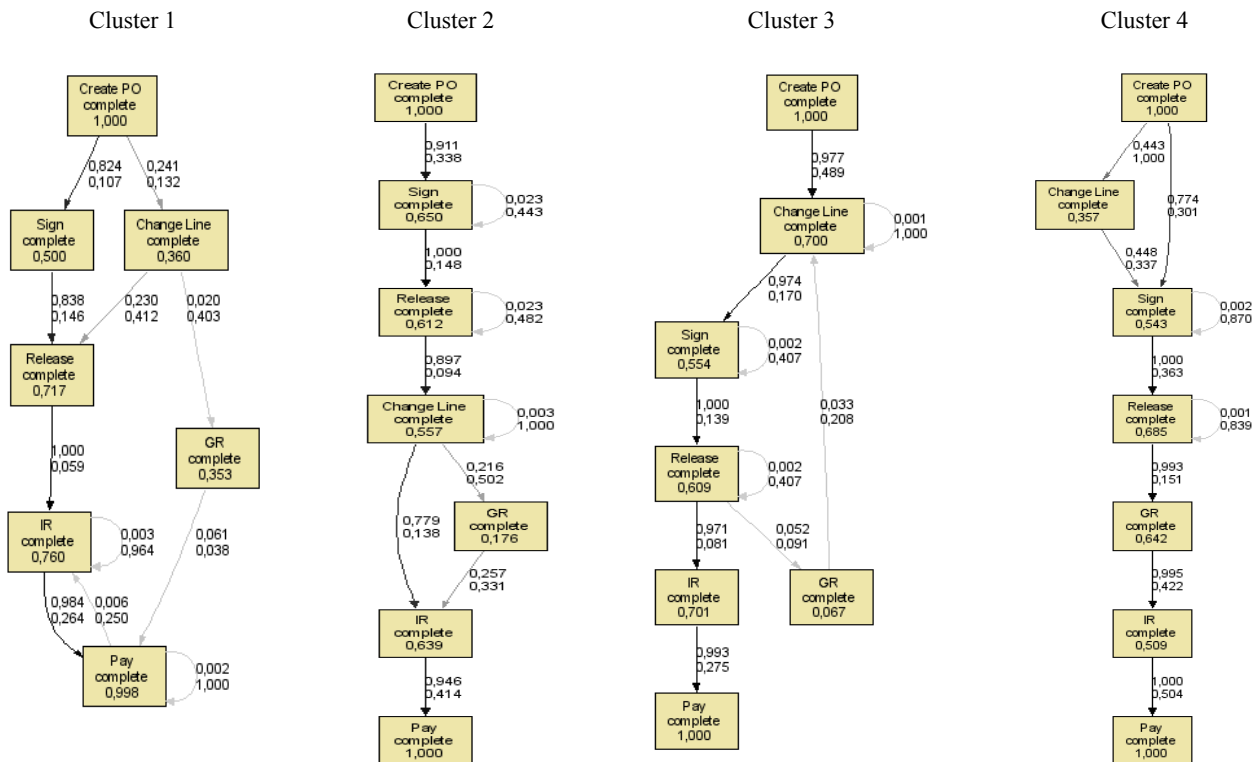 Cluster 1
Create PO
complete
1,000
0,824
0,107
0,241
0,132
Sign
complete
0,500
Change Line
complete
0,360
0,838
0,146
0,230
0,412
0,020
0,403
Release
complete
0,717
1,000
0,059
GR
complete
0,353
IR
complete
0,760
0,003
0,964
0,061
0,038
0,984
0,264
0,006
0,250
Pay
complete
0,998
0,002
1,000
Cluster 2
Create PO
complete
1,000
0,911
0,338
Sign
complete
0,650
0,023
0,443
1,000
0,148
Release
complete
0,612
0,023
0,482
0,897
0,094
Change Line
complete
0,557
0,003
1,000
0,216
0,502
0,779
0,138
GR
complete
0,176
0,257
0,331
IR
complete
0,639
0,946
0,414
Pay
complete
1,000
Cluster 3
Create PO
complete
1,000
0,977
0,489
Change Line
complete
0,700
0,001
1,000
0,974
0,170
Sign
complete
0,554
0,002
0,407
1,000
0,139
0,033
0,208
Release
complete
0,609
0,002
0,407
0,971
0,081
0,052
0,091
IR
complete
0,701
GR
complete
0,067
0,993
0,275
Pay
complete
1,000
Cluster 4
Create PO
complete
1,000
0,443
1,000
Change Line
complete
0,357
0,774
0,301
0,448
0,337
Sign
complete
0,543
0,002
0,870
1,000
0,363
Release
complete
0,685
0,001
0,839
0,993
0,151
GR
complete
0,642
0,995
0,422
IR
complete
0,509
1,000
0,504
Pay
complete
1,000